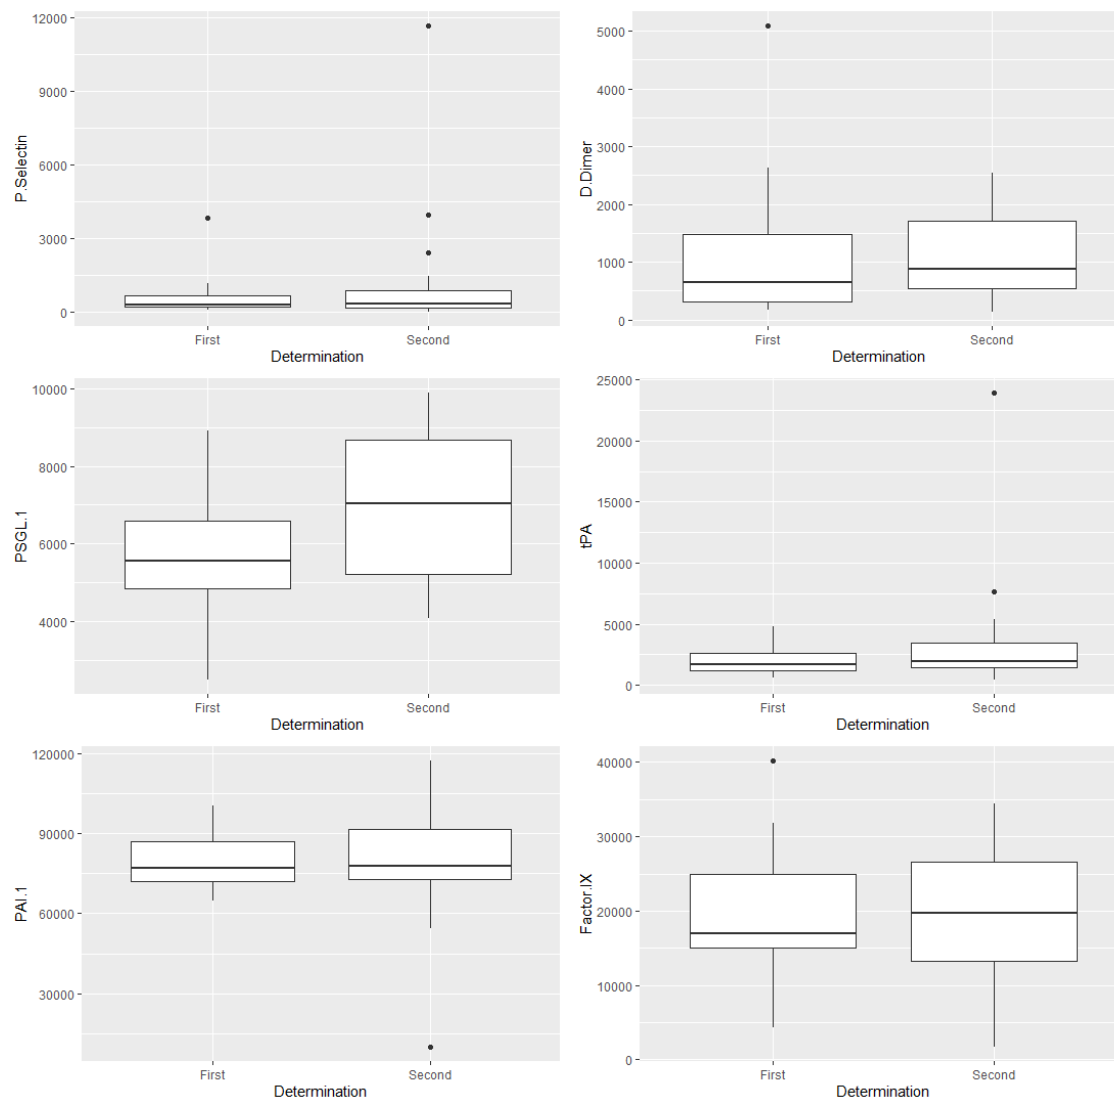 P.Selectin
12000
9000
6000
3000
0
First
Second
Determination
D.Dimer
5000
4000
3000
2000
1000
0
First
Second
Determination
PSGL.1
10000
8000
6000
4000
First
Second
Determination
tPA
25000
20000
15000
10000
5000
0
First
Second
Determination
PAI.1
120000
90000
60000
30000
First
Second
Determination
Factor.IX
40000
30000
20000
10000
0
First
Second
Determination